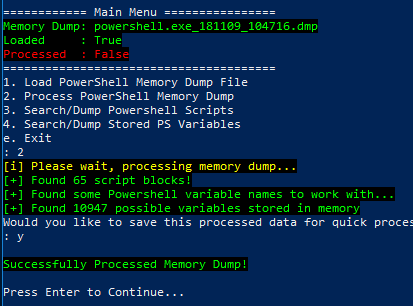 ============ Main Menu ================
Memory Dump: powershell.exe_181109_104716.dmp
Loaded     : True
Processed  : False
=======================================
1. Load PowerShell Memory Dump File
2. Process PowerShell Memory Dump
3. Search/Dump Powershell Scripts
4. Search/Dump Stored PS Variables
e. Exit
: 2
[i] Please wait, processing memory dump...
[+] Found 65 script blocks!
[+] Found some Powershell variable names to work with...
[+] Found 10947 possible variables stored in memory
Would you like to save this processed data for quick proces
: y
Successfully Processed Memory Dump!
Press Enter to Continue...